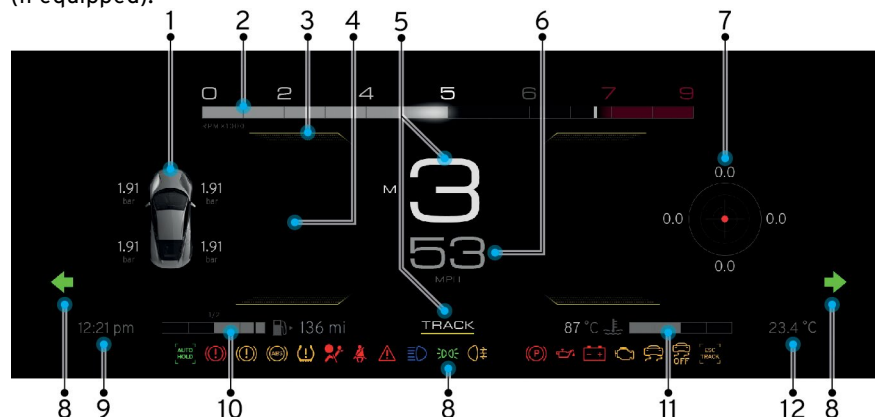 (if equipped).
1 2 3 4 5 6 7
0 2 4 5 6 7 9
RPM x1000
M 3
53
MPH
1.91 bar 1.91 bar
1.91 bar 1.91 bar
0.0
0.0 0.0
0.0
12:21 pm 1/2 136 mi TRACK 87 °C 23.4 °C
AUTO HOLD ABS P OFF ESC TRACK
8 9 10 8 11 12 8